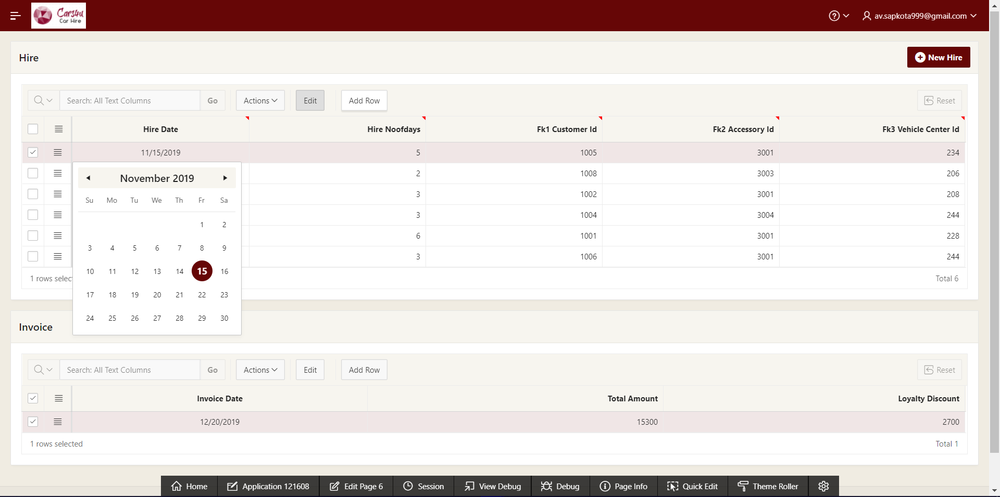 Cars4u
Car Hire
av.sapkota999@gmail.com
Hire
New Hire
Search: All Text Columns
Go
Actions
Edit
Add Row
Reset
Hire Date
Hire Noofdays
Fk1 Customer Id
Fk2 Accessory Id
Fk3 Vehicle Center Id
11/15/2019
5
1005
3001
234
2
1008
3003
206
3
1002
3001
208
3
1004
3004
244
6
1001
3001
228
3
1006
3001
244
1 rows selec
Total 6
November 2019
Su Mo Tu We Th Fr Sa
1 2
3 4 5 6 7 8 9
10 11 12 13 14 15 16
17 18 19 20 21 22 23
24 25 26 27 28 29 30
Invoice
Search: All Text Columns
Go
Actions
Edit
Add Row
Reset
Invoice Date
Total Amount
Loyalty Discount
12/20/2019
15300
2700
1 rows selected
Total 1
Home
Application 121608
Edit Page 6
Session
View Debug
Debug
Page Info
Quick Edit
Theme Roller